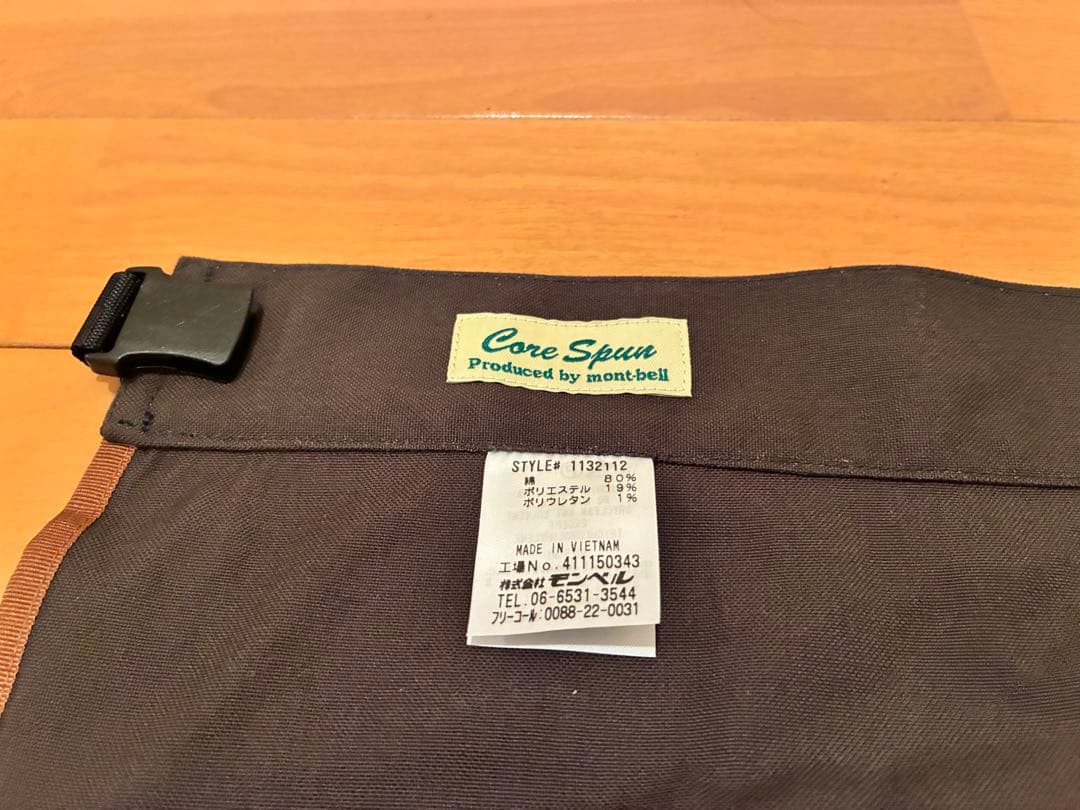 Core Spun
Produced by mont-bell
STYLE# 1132112
綿 80%
ポリエステル 19%
ポリウレタン 1%
MADE IN VIETNAM
工場No.411150343
株式会社 モンベル
TEL.06-6531-3544
フリーコール:0088-22-0031